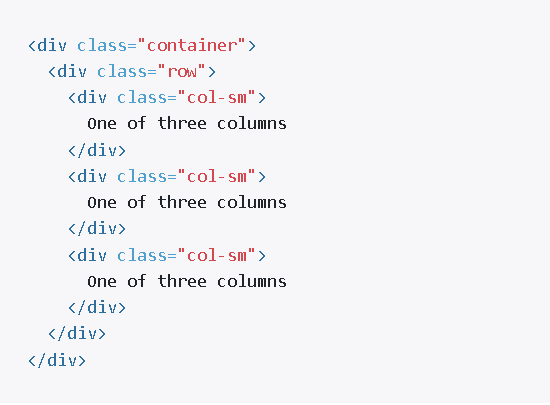 <div class="container">
  <div class="row">
    <div class="col-sm">
      One of three columns
    </div>
    <div class="col-sm">
      One of three columns
    </div>
    <div class="col-sm">
      One of three columns
    </div>
  </div>
</div>